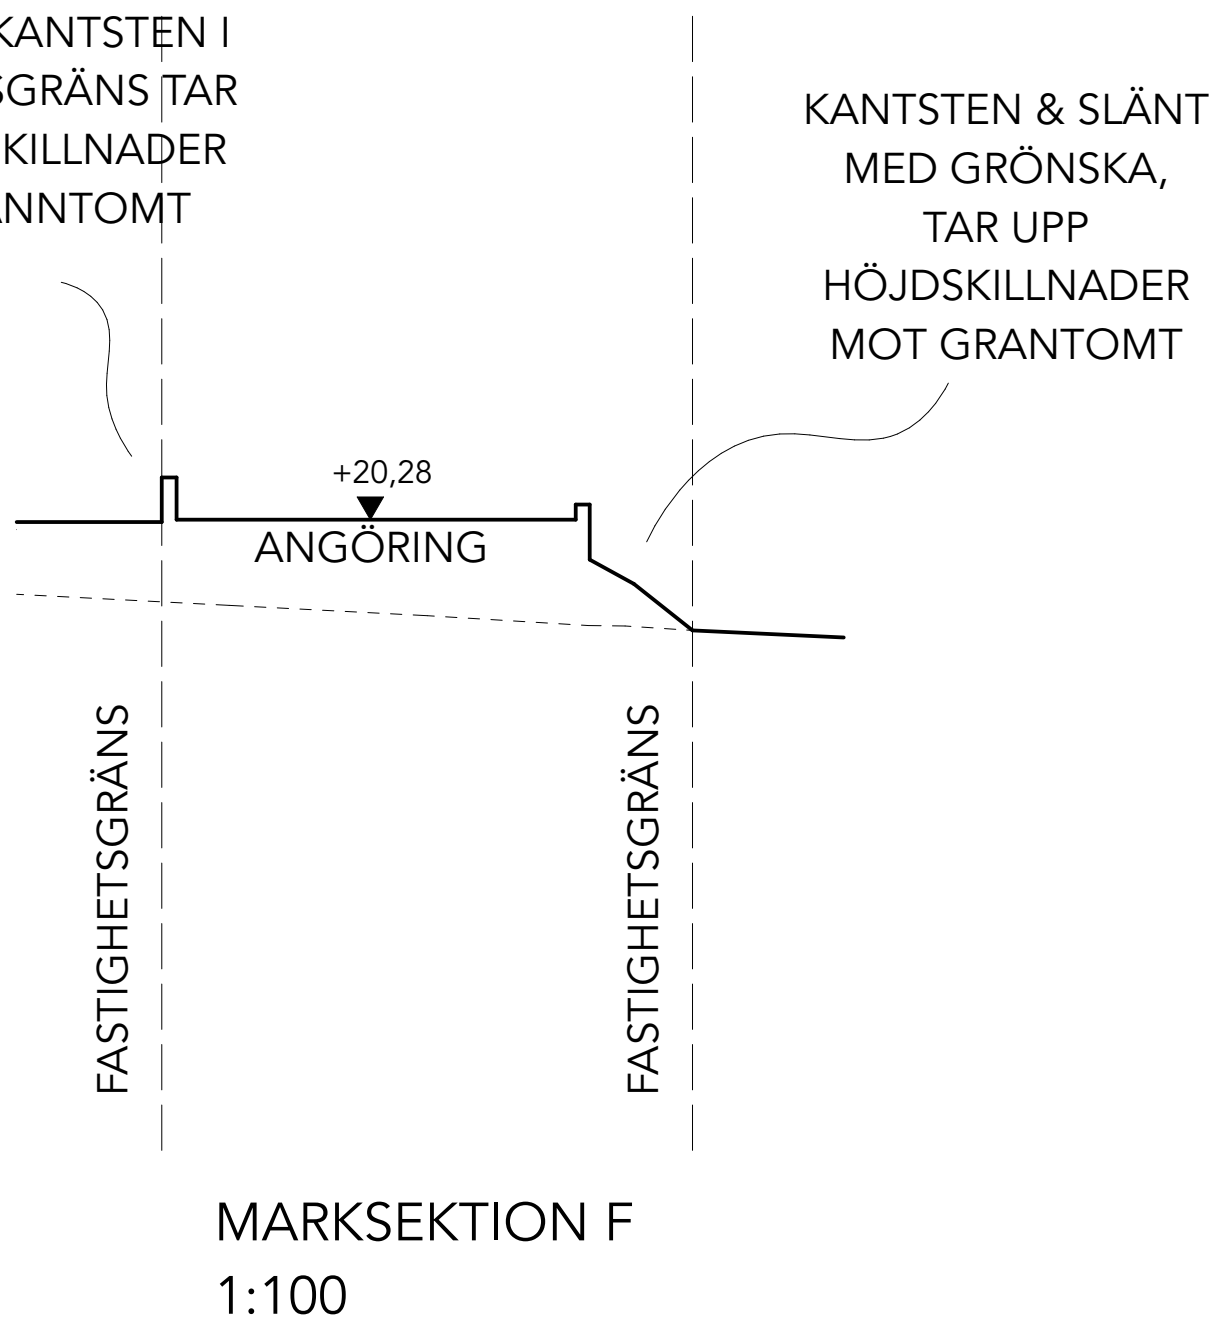 KANTSTEN I
SGRÄNS TAR
KILLNADER
NNTOMT
KANTSTEN & SLÄNT
MED GRÖNSKA,
TAR UPP
HÖJDSKILLNADER
MOT GRANTOMT
+20,28
ANGÖRING
FASTIGHETSGRÄNS
FASTIGHETSGRÄNS
MARKSEKTION F
1:100